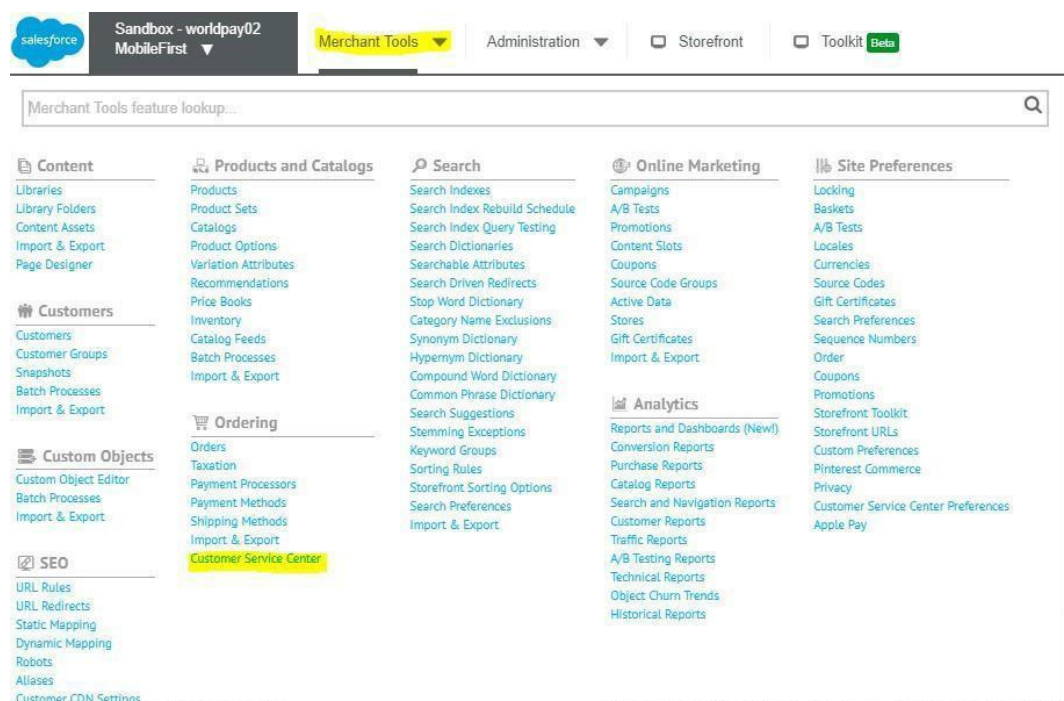 salesforce
Sandbox - worldpay02
MobileFirst
Merchant Tools
Administration
Storefront
Toolkit Beta
Merchant Tools feature lookup...
Content
Libraries
Library Folders
Content Assets
Import & Export
Page Designer
Customers
Customers
Customer Groups
Snapshots
Batch Processes
Import & Export
Custom Objects
Custom Object Editor
Batch Processes
Import & Export
SEO
URL Rules
URL Redirects
Static Mapping
Dynamic Mapping
Robots
Aliases
Customer CDN Settings
Products and Catalogs
Products
Product Sets
Catalogs
Product Options
Variation Attributes
Recommendations
Price Books
Inventory
Catalog Feeds
Batch Processes
Import & Export
Ordering
Orders
Taxation
Payment Processors
Payment Methods
Shipping Methods
Import & Export
Customer Service Center
Search
Search Indexes
Search Index Rebuild Schedule
Search Index Query Testing
Search Dictionaries
Searchable Attributes
Search Driven Redirects
Stop Word Dictionary
Category Name Exclusions
Synonym Dictionary
Hypernym Dictionary
Compound Word Dictionary
Common Phrase Dictionary
Search Suggestions
Stemming Exceptions
Keyword Groups
Sorting Rules
Storefront Sorting Options
Search Preferences
Import & Export
Online Marketing
Campaigns
A/B Tests
Promotions
Content Slots
Coupons
Source Code Groups
Active Data
Stores
Gift Certificates
Import & Export
Analytics
Reports and Dashboards (New!)
Conversion Reports
Purchase Reports
Catalog Reports
Search and Navigation Reports
Customer Reports
Traffic Reports
A/B Testing Reports
Technical Reports
Object Churn Trends
Historical Reports
Site Preferences
Locking
Baskets
A/B Tests
Locales
Currencies
Source Codes
Gift Certificates
Search Preferences
Sequence Numbers
Order
Coupons
Promotions
Storefront Toolkit
Storefront URLs
Custom Preferences
Pinterest Commerce
Privacy
Customer Service Center Preferences
Apple Pay